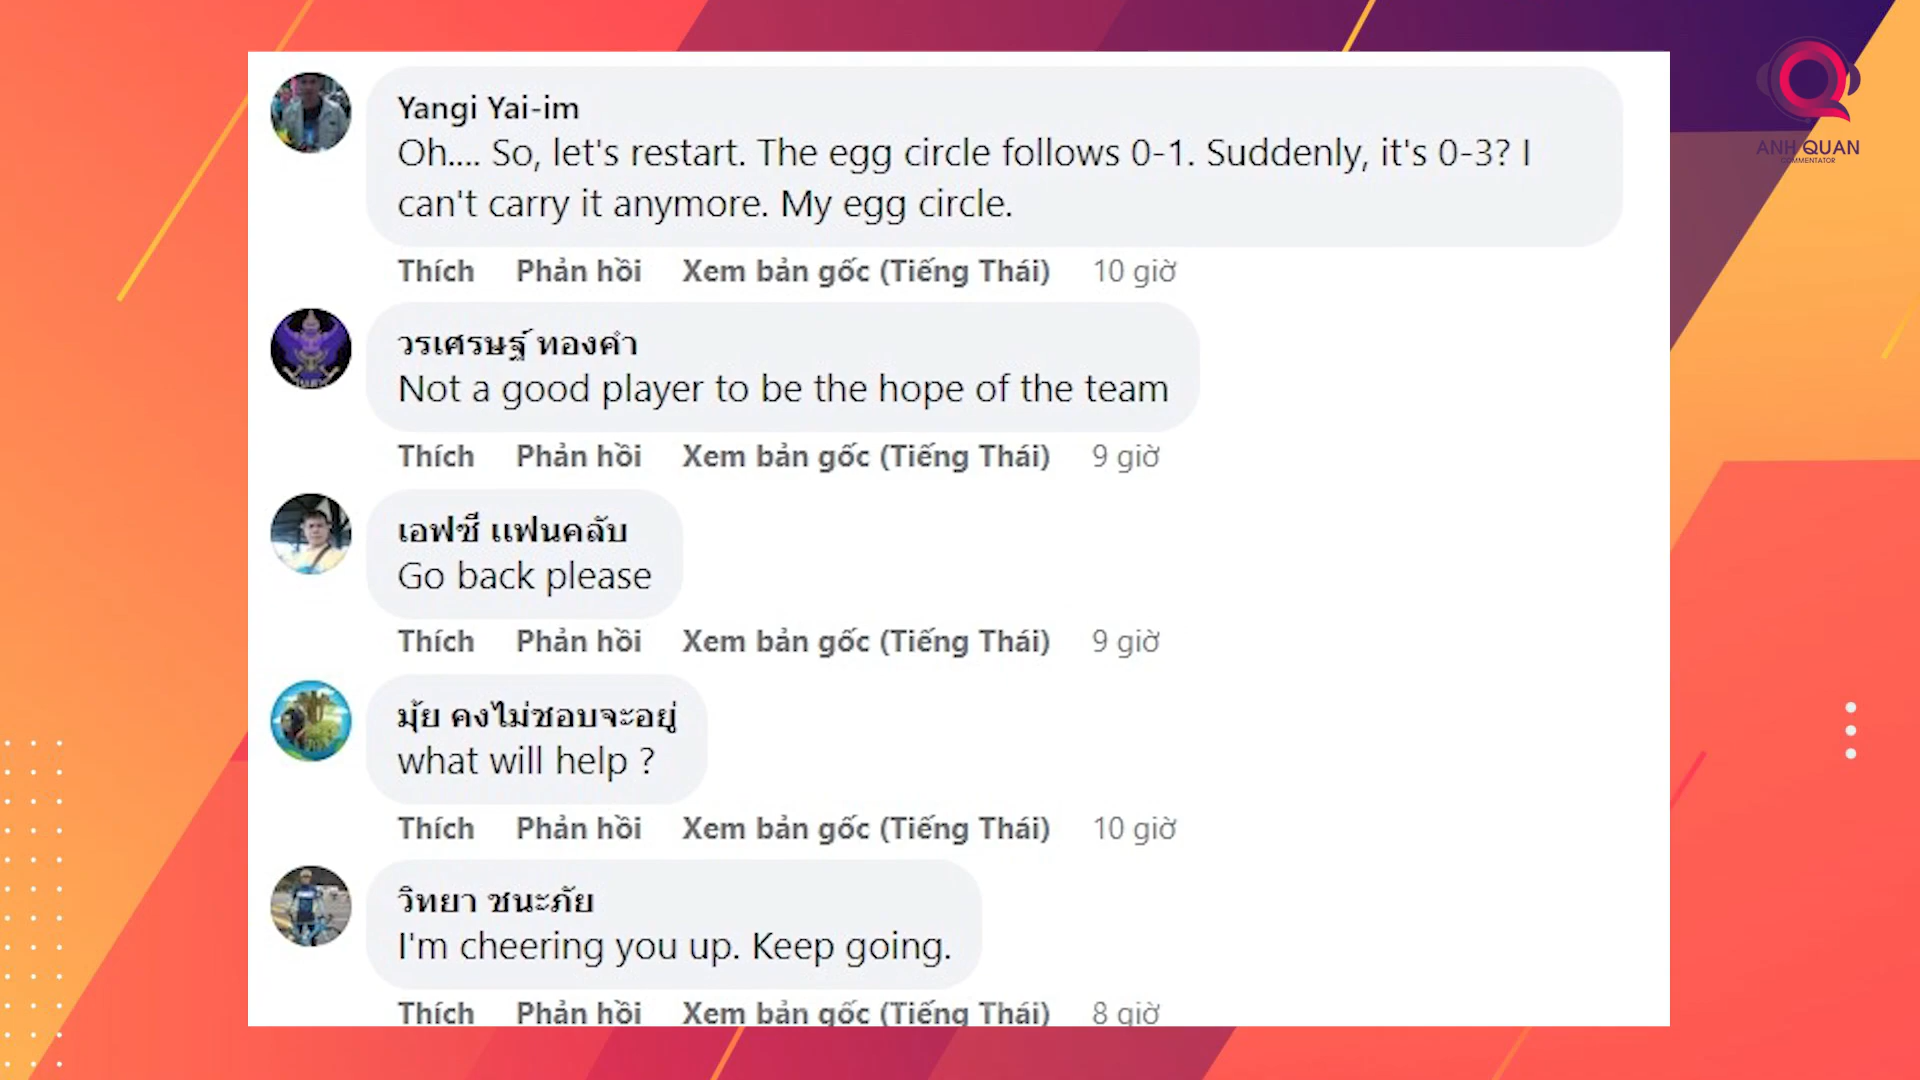 ANH QUAN
COMMENTATOR
Yangi Yai-im
Oh.... So, let's restart. The egg circle follows 0-1. Suddenly, it's 0-3? I
can't carry it anymore. My egg circle.
Thích Phản hồi Xem bản gốc (Tiếng Thái) 10 giờ
วรเศรษฐ์ ทองคำ
Not a good player to be the hope of the team
Thích Phản hồi Xem bản gốc (Tiếng Thái) 9 giờ
เอฟซี แฟนคลับ
Go back please
Thích Phản hồi Xem bản gốc (Tiếng Thái) 9 giờ
มุ้ย คงไม่ชอบจะอยู่
what will help ?
Thích Phản hồi Xem bản gốc (Tiếng Thái) 10 giờ
วิทยา ชนะภัย
I'm cheering you up. Keep going.
Thích Phản hồi Xem bản gốc (Tiếng Thái) 8 giờ